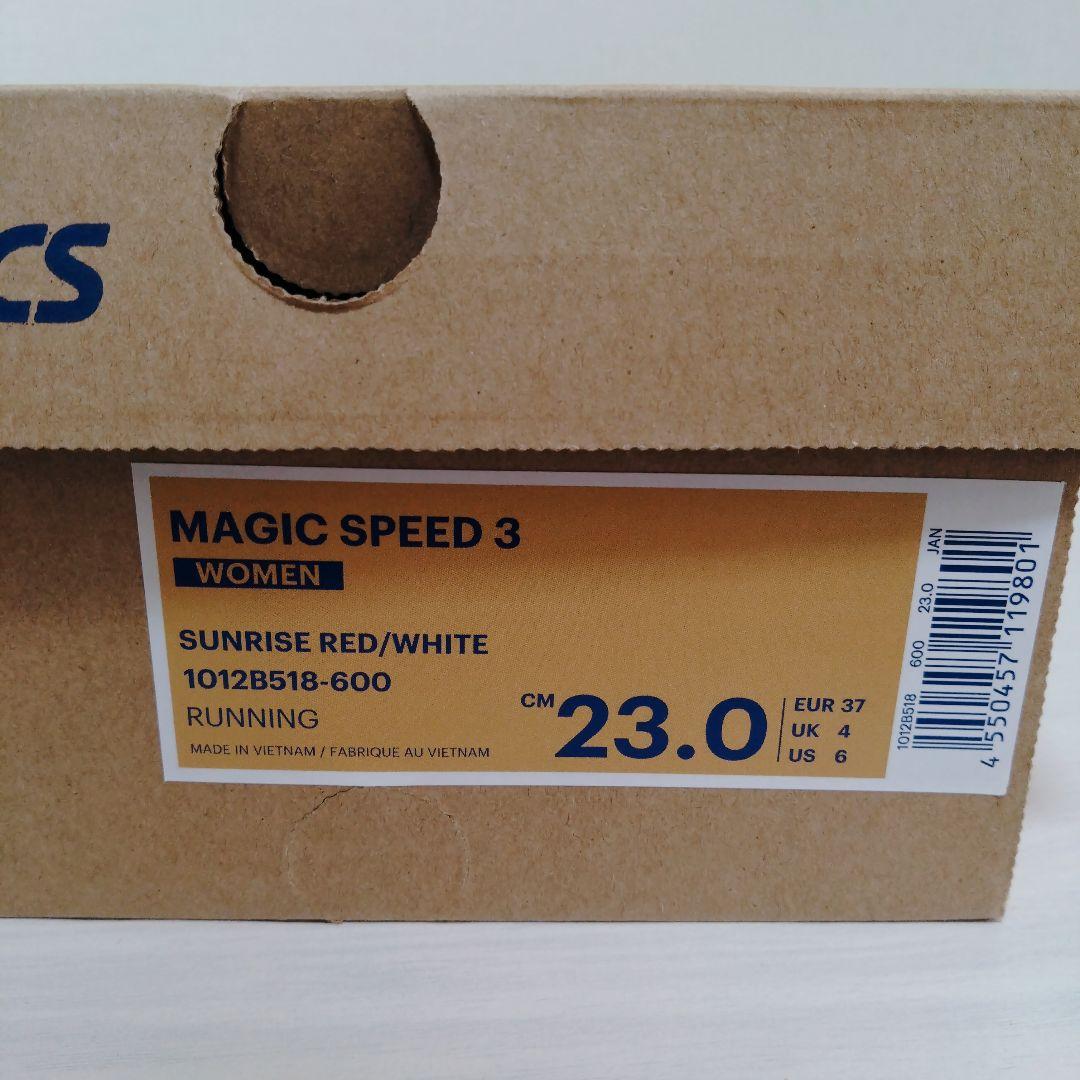 CS
MAGIC SPEED 3
WOMEN
SUNRISE RED/WHITE
1012B518-600
RUNNING
MADE IN VIETNAM / FABRIQUE AU VIETNAM
CM 23.0
EUR 37
UK 4
US 6
1012B518 600 23.0 JAN
4 550457 119801